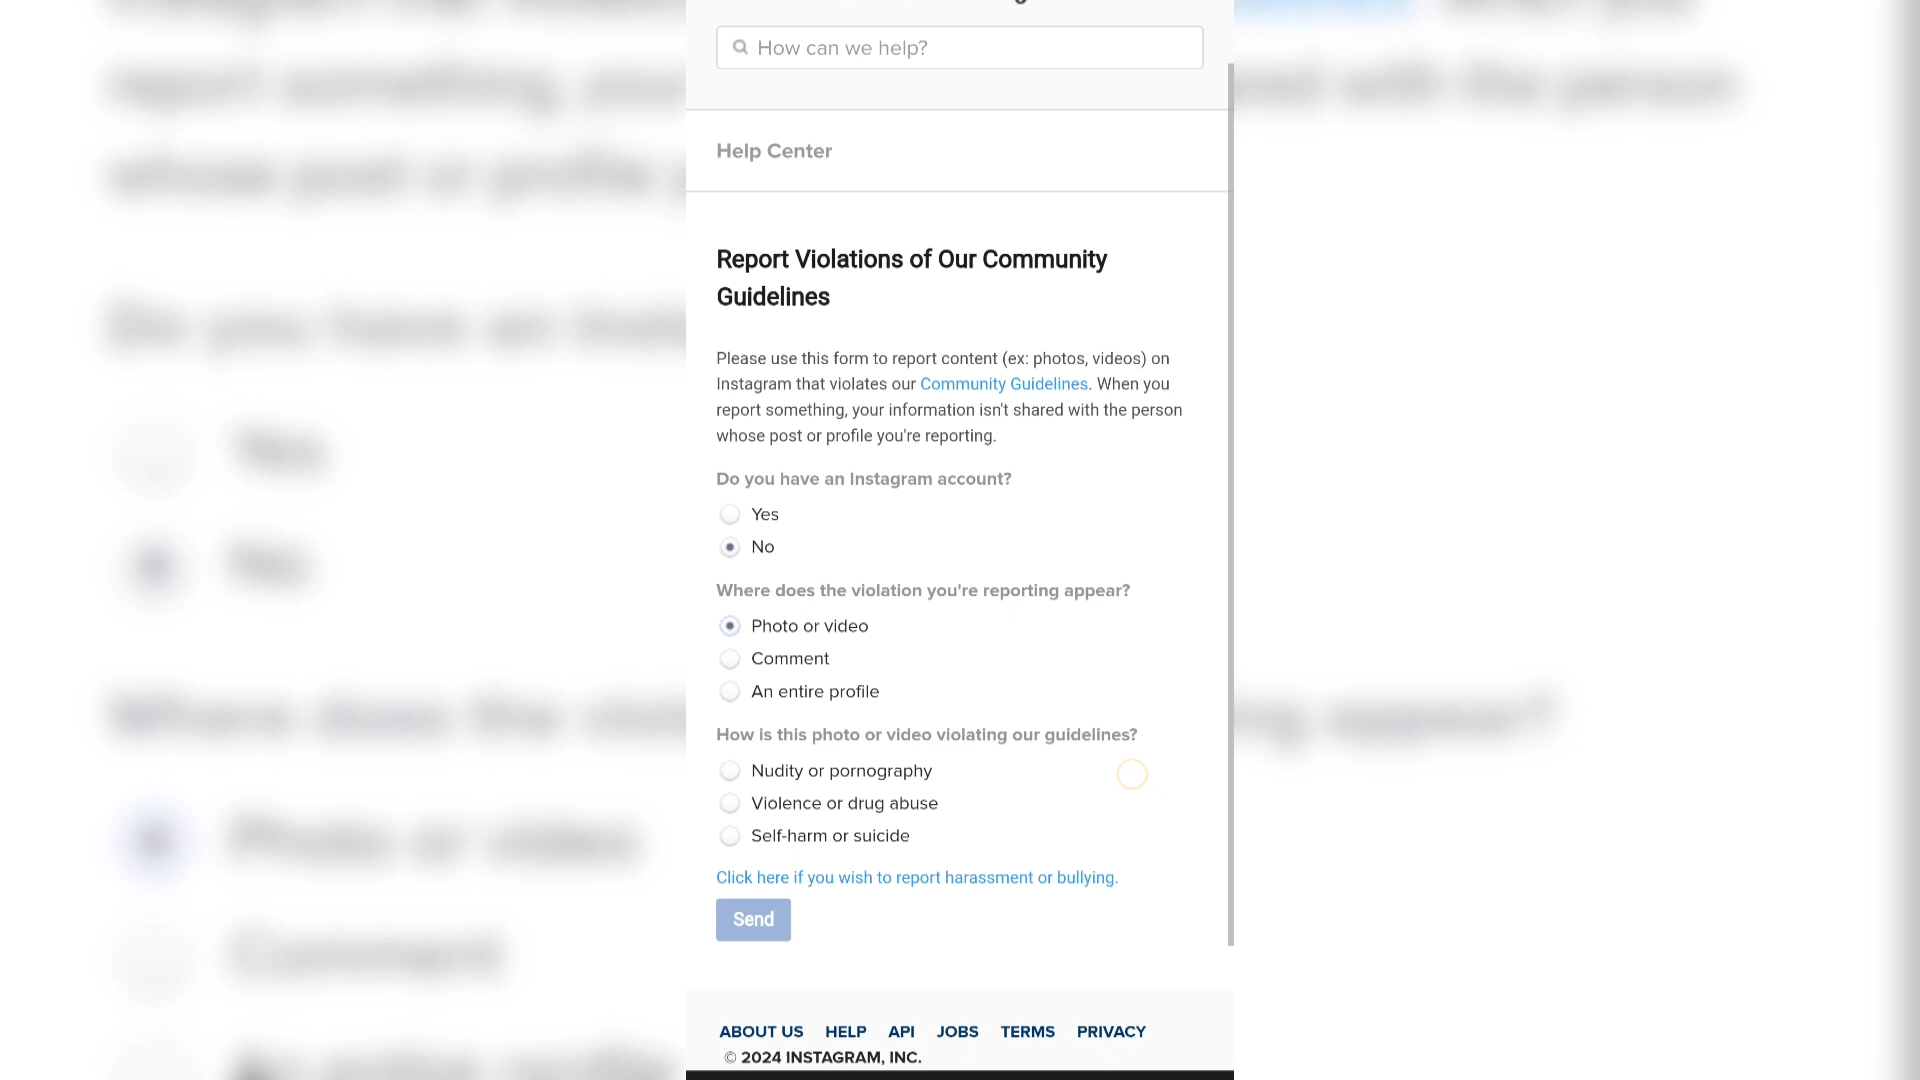 How can we help?
Help Center
Report Violations of Our Community
Guidelines
Please use this form to report content (ex: photos, videos) on
Instagram that violates our Community Guidelines. When you
report something, your information isn't shared with the person
whose post or profile you're reporting.
Do you have an Instagram account?
Yes
No
Where does the violation you're reporting appear?
Photo or video
Comment
An entire profile
How is this photo or video violating our guidelines?
Nudity or pornography
Violence or drug abuse
Self-harm or suicide
Click here if you wish to report harassment or bullying.
Send
ABOUT US HELP API JOBS TERMS PRIVACY
© 2024 INSTAGRAM, INC.